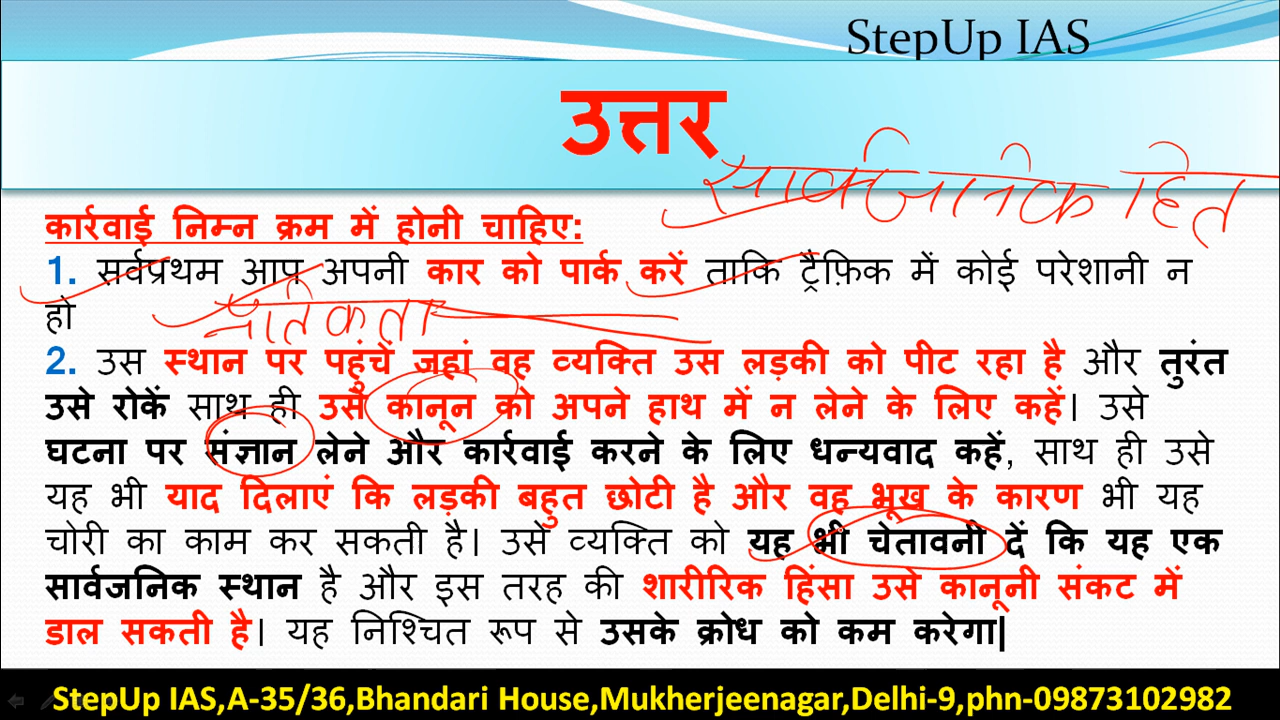 StepUp IAS
उत्तर
सार्वजनिक हित
कार्रवाई निम्न क्रम में होनी चाहिए:
1. सर्वप्रथम आप अपनी कार को पार्क करें ताकि ट्रैफ़िक में कोई परेशानी न
हो
नैतिकता
2. उस स्थान पर पहुंचें जहां वह व्यक्ति उस लड़की को पीट रहा है और तुरंत
उसे रोकें साथ ही उसे कानून को अपने हाथ में न लेने के लिए कहें। उसे
घटना पर संज्ञान लेने और कार्रवाई करने के लिए धन्यवाद कहें, साथ ही उसे
यह भी याद दिलाएं कि लड़की बहुत छोटी है और वह भूख के कारण भी यह
चोरी का काम कर सकती है। उसे व्यक्ति को यह भी चेतावनी दें कि यह एक
सार्वजनिक स्थान है और इस तरह की शारीरिक हिंसा उसे कानूनी संकट में
डाल सकती है। यह निश्चित रूप से उसके क्रोध को कम करेगा|
StepUp IAS,A-35/36,Bhandari House,Mukherjeenagar,Delhi-9,phn-09873102982